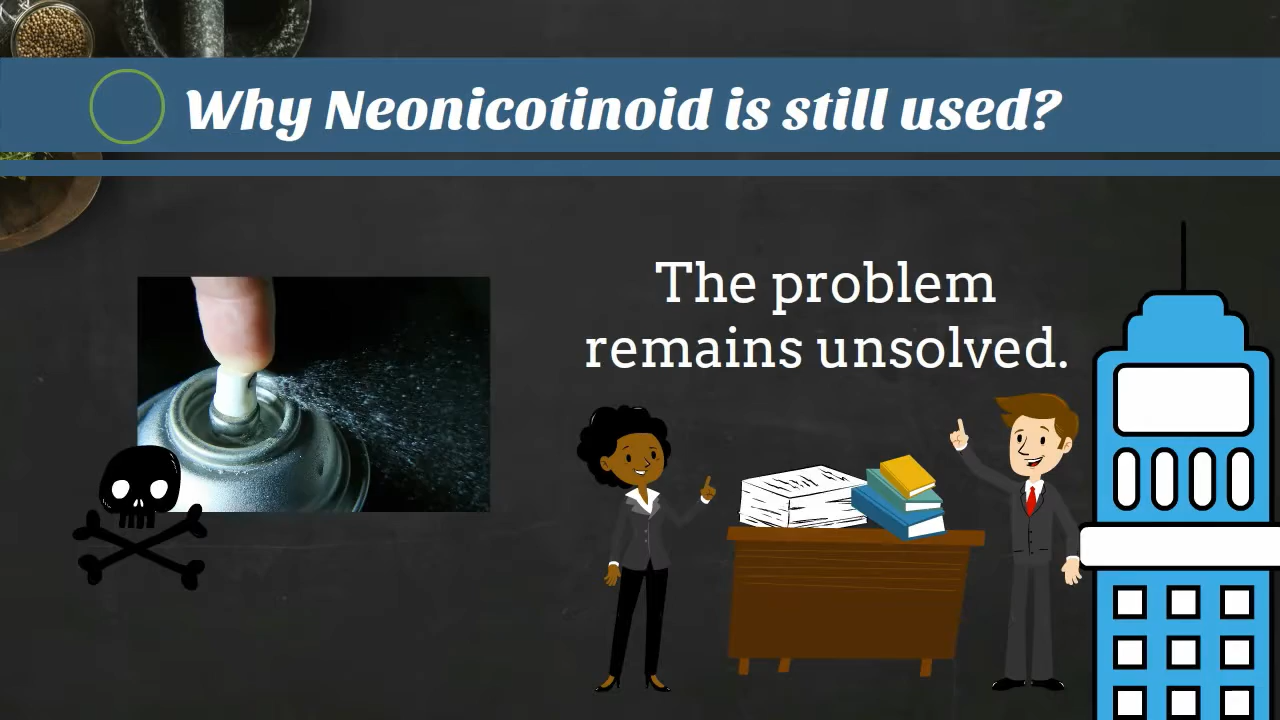 Why Neonicotinoid is still used?
The problem
remains unsolved.